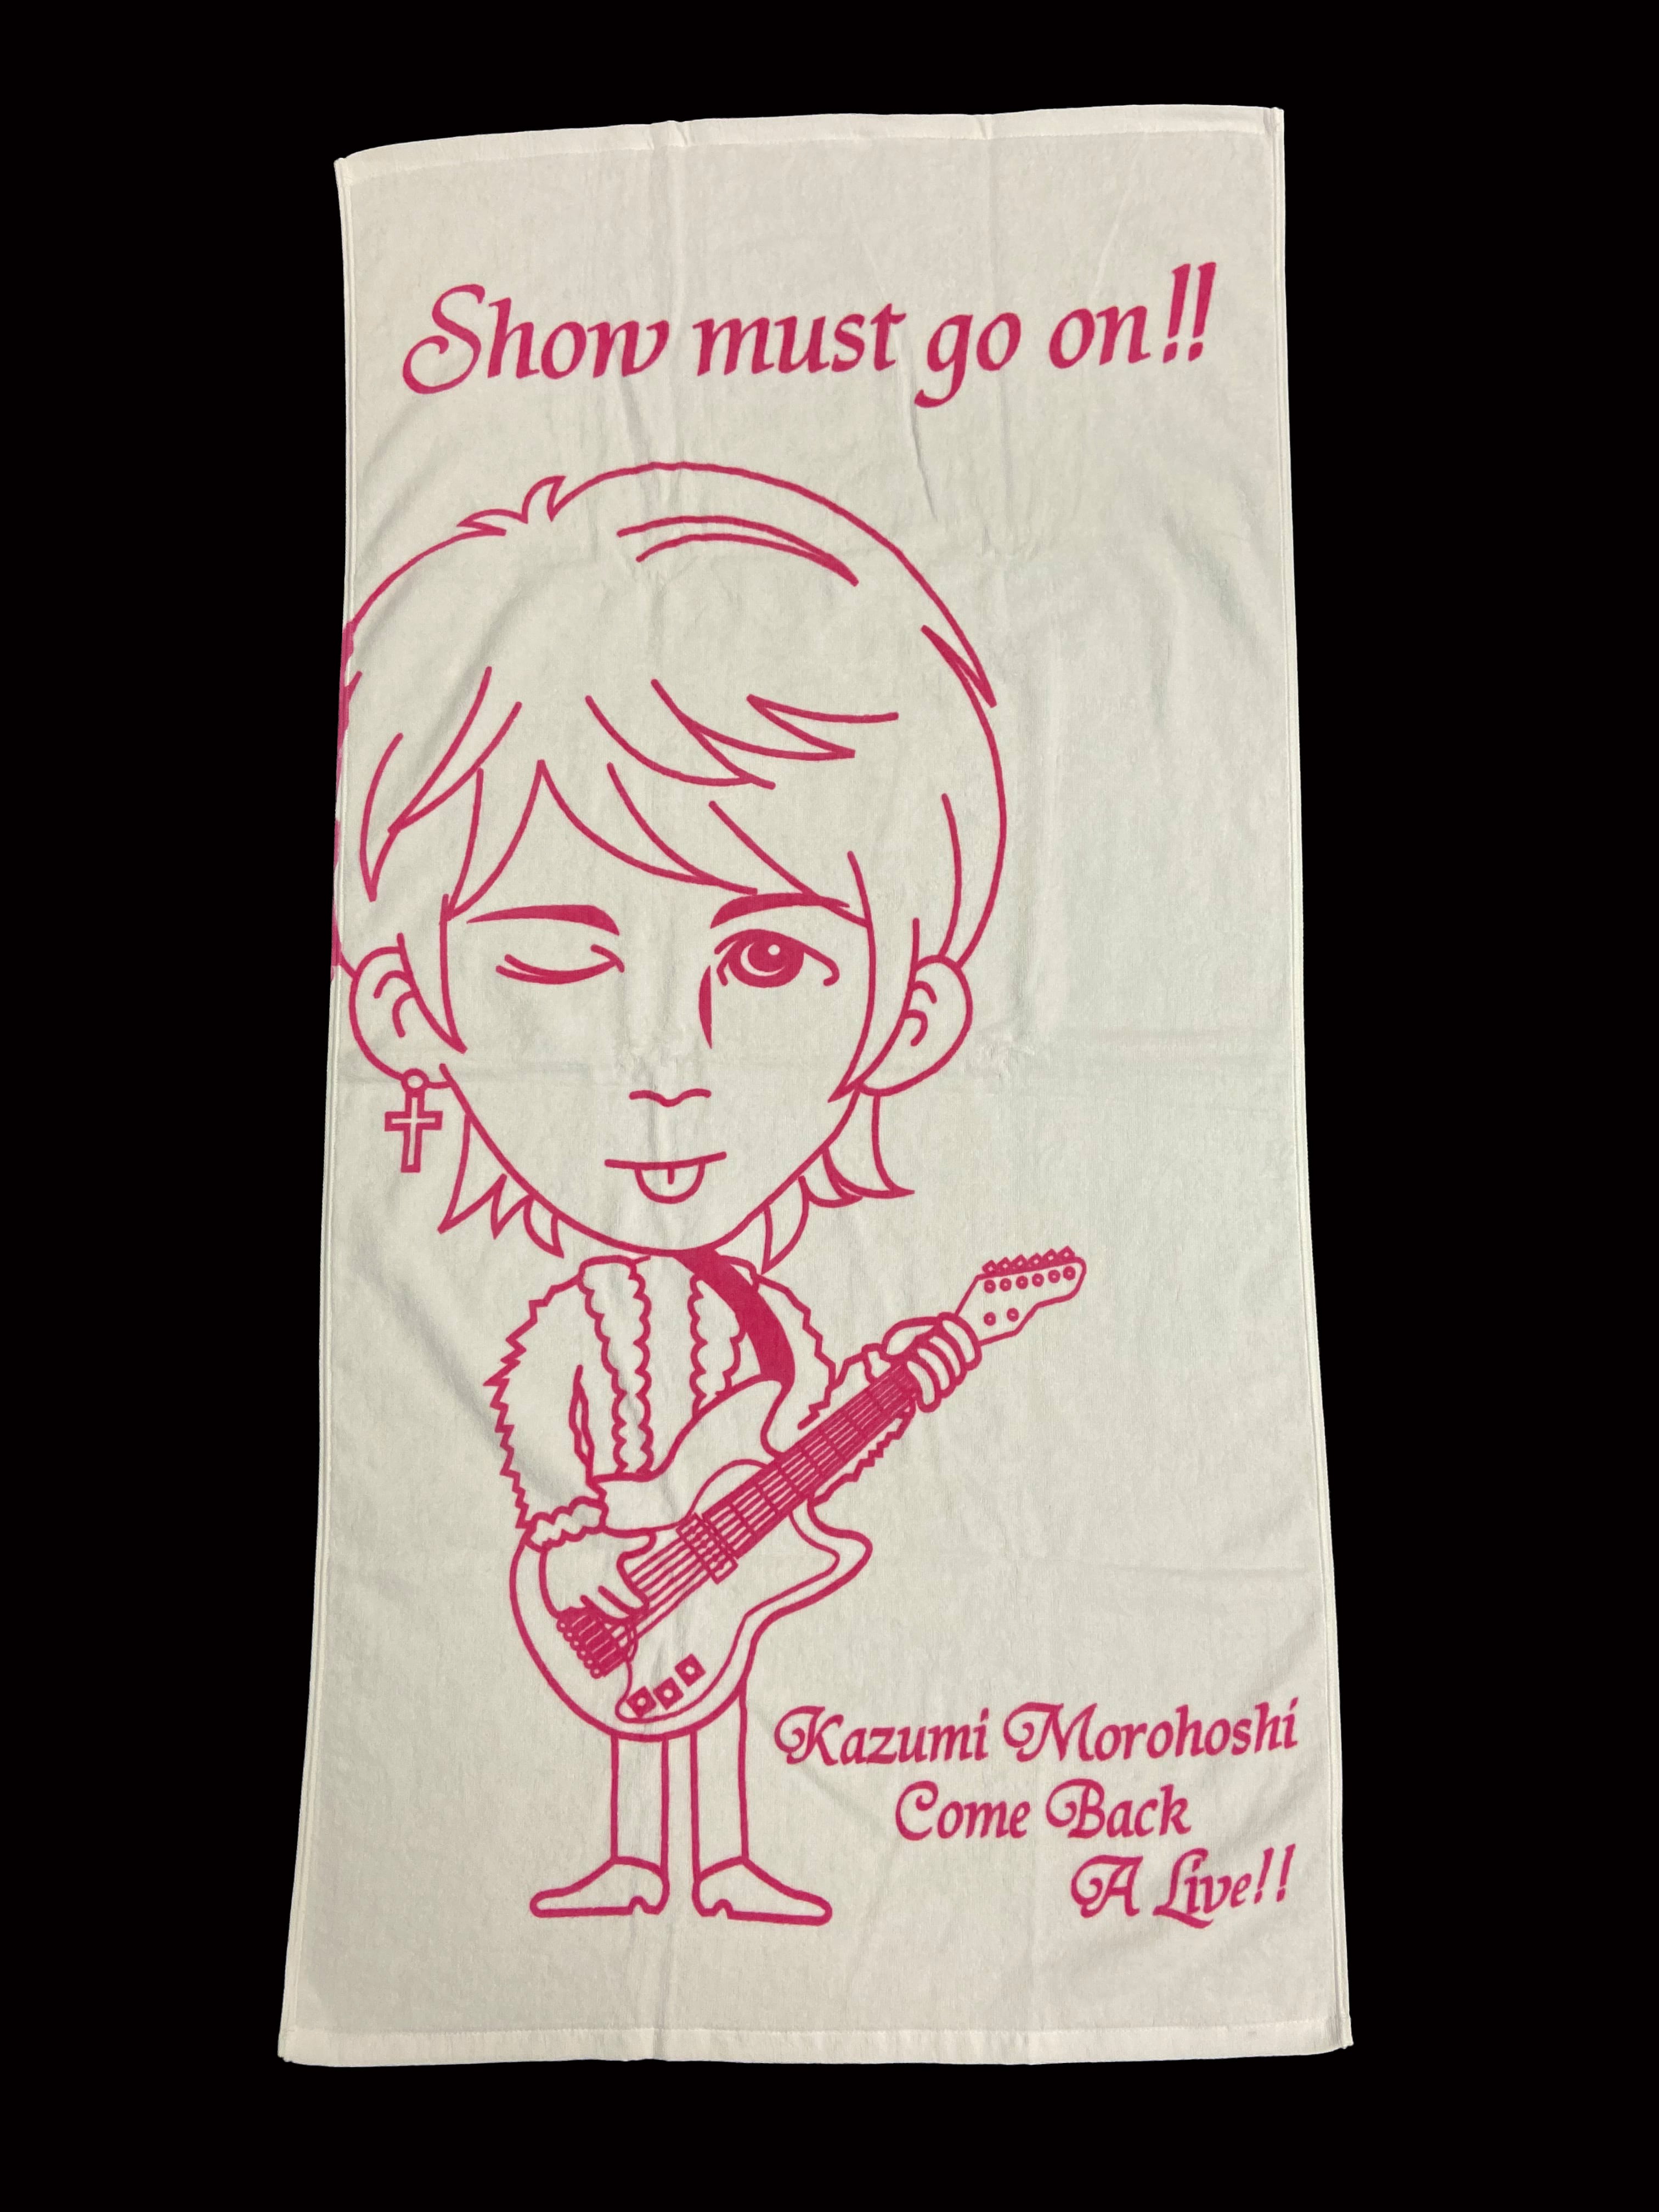 Show must go on!!
Kazumi Morohoshi
Come Back
A Live!!